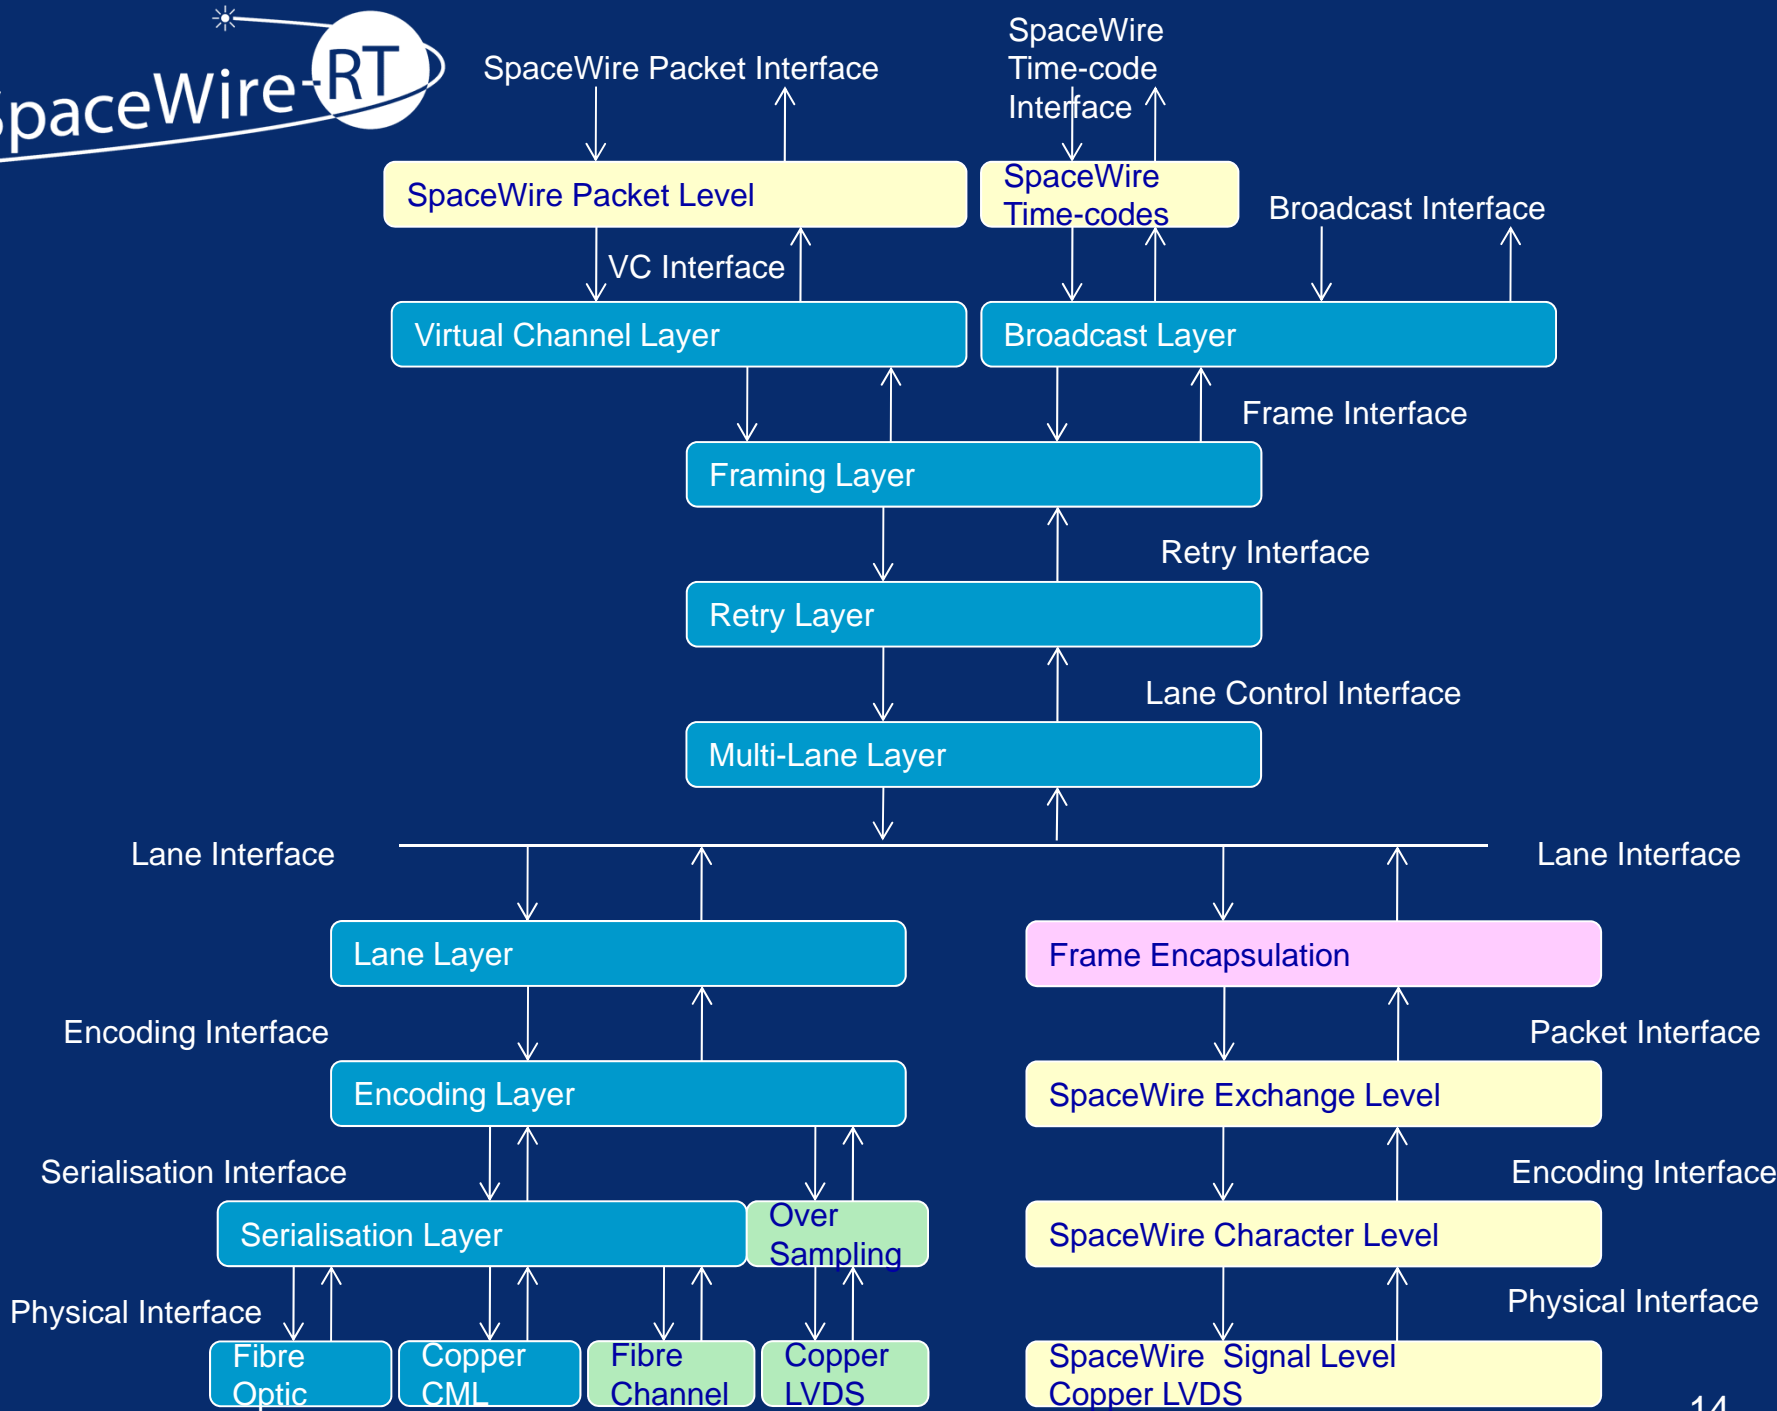 SpaceWire-RT
SpaceWire Packet Interface
SpaceWire
Time-code
Interface
SpaceWire Packet Level
SpaceWire
Time-codes
Broadcast Interface
VC Interface
Virtual Channel Layer
Broadcast Layer
Frame Interface
Framing Layer
Retry Interface
Retry Layer
Lane Control Interface
Multi-Lane Layer
Lane Interface
Lane Interface
Lane Layer
Frame Encapsulation
Encoding Interface
Packet Interface
Encoding Layer
SpaceWire Exchange Level
Serialisation Interface
Encoding Interface
Serialisation Layer
Over
Sampling
SpaceWire Character Level
Physical Interface
Physical Interface
Fibre
Optic
Copper
CML
Fibre
Channel
Copper
LVDS
SpaceWire Signal Level
Copper LVDS
14